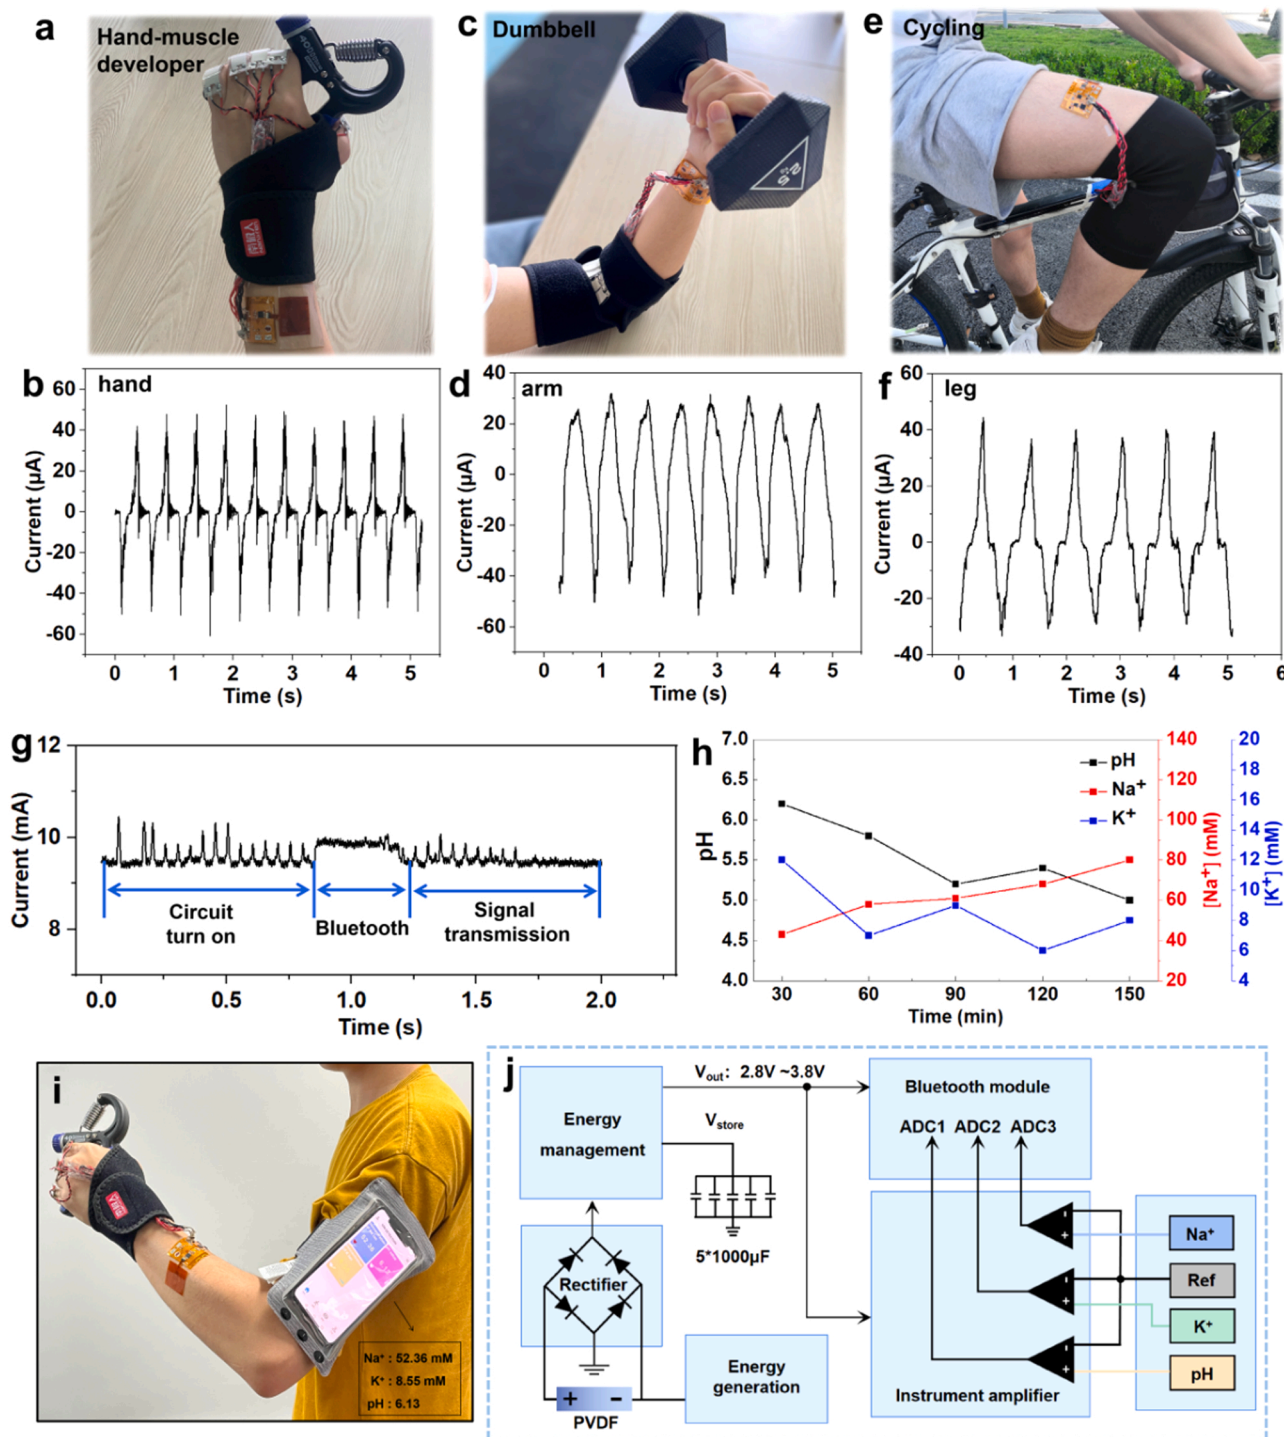 a
Hand-muscle
developer
c
Dumbbell
e
Cycling
b
hand
60
40
20
0
-20
-40
-60
Current (µA)
0 1 2 3 4 5
Time (s)
d
arm
40
20
0
-20
-40
-60
Current (µA)
0 1 2 3 4 5
Time (s)
f
leg
60
40
20
0
-20
-40
Current (µA)
0 1 2 3 4 5 6
Time (s)
g
12
10
8
Current (mA)
Circuit
turn on
Bluetooth
Signal
transmission
0.0 0.5 1.0 1.5 2.0
Time (s)
h
7.0
6.5
6.0
5.5
5.0
4.5
4.0
pH
pH
Na⁺
K⁺
140
120
100
80
60
40
20
[Na⁺] (mM)
20
18
16
14
12
10
8
6
4
[K⁺] (mM)
30 60 90 120 150
Time (min)
i
Na⁺ : 52.36 mM
K⁺ : 8.55 mM
pH : 6.13
j
Energy
management
Vout: 2.8V ~3.8V
Vstore
5*1000µF
Bluetooth module
ADC1 ADC2 ADC3
Rectifier
+ -
PVDF
Energy
generation
- +
- +
- +
Instrument amplifier
Na⁺
Ref
K⁺
pH